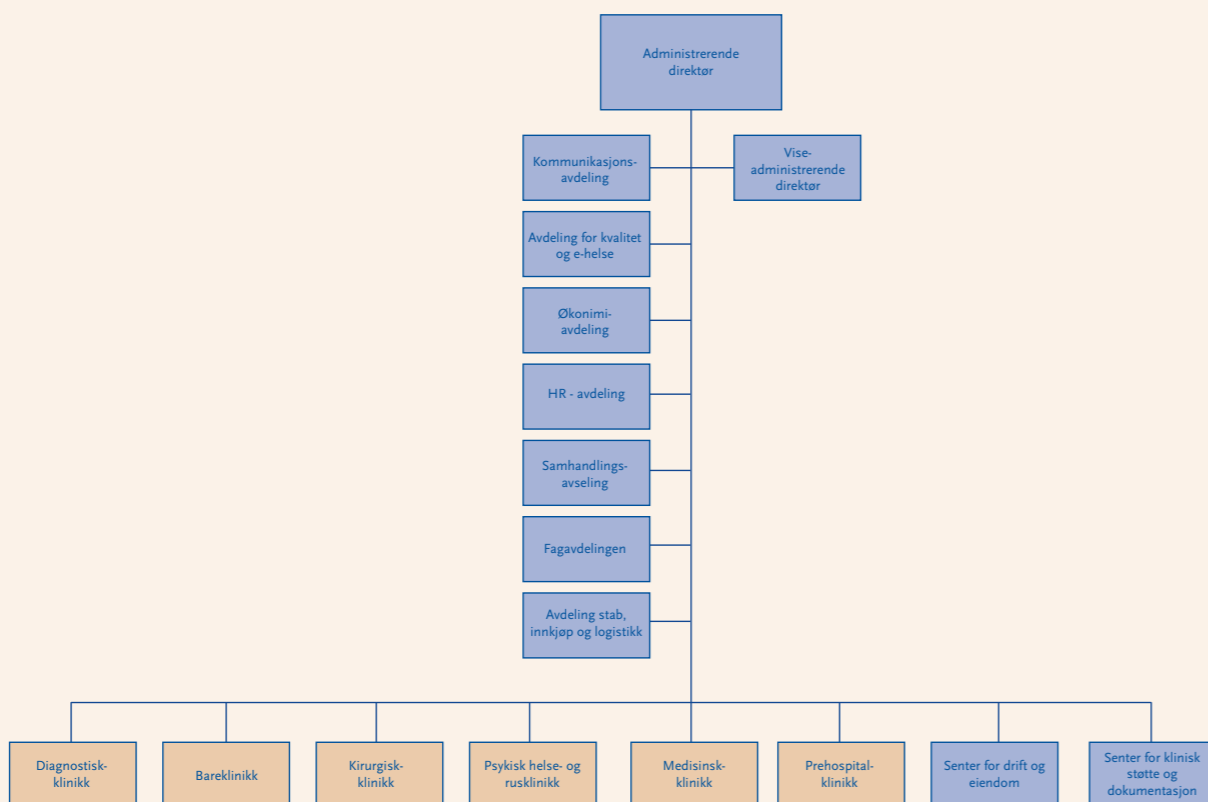 Administrerende
direktør
Kommunikasjons-
avdeling
Vise-
administrerende
direktør
Avdeling for kvalitet
og e-helse
Økonimi-
avdeling
HR - avdeling
Samhandlings-
avseling
Fagavdelingen
Avdeling stab,
innkjøp og logistikk
Diagnostisk-
klinikk
Bareklinikk
Kirurgisk-
klinikk
Psykisk helse- og
rusklinikk
Medisinsk-
klinikk
Prehospital-
klinikk
Senter for drift og
eiendom
Senter for klinisk
støtte og
dokumentasjon